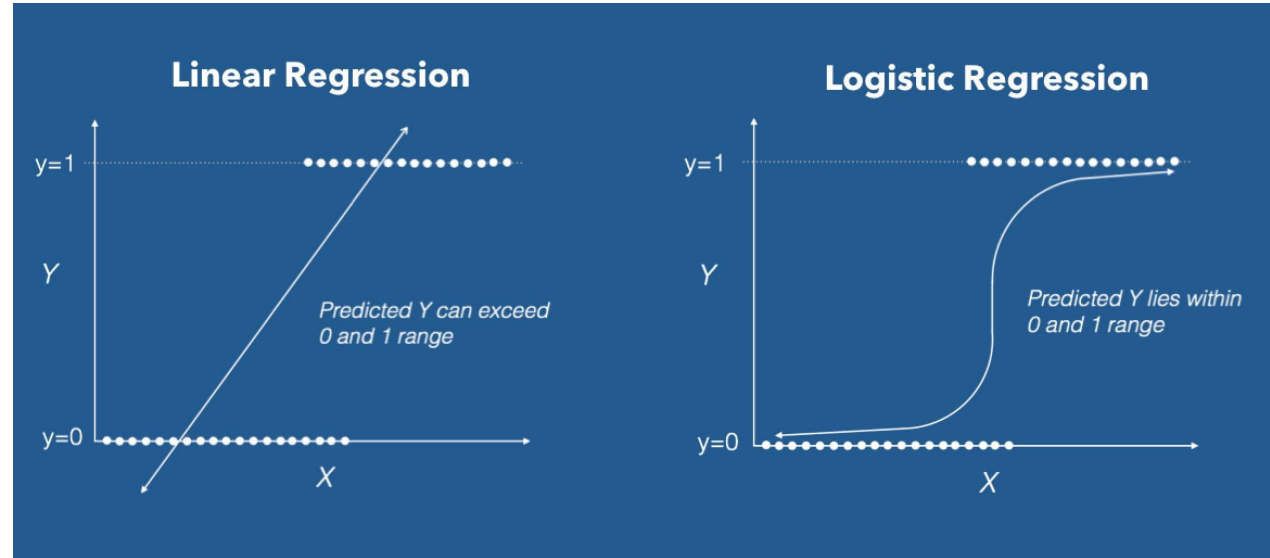 Linear Regression
y=1
Y
Predicted Y can exceed
0 and 1 range
y=0
X
Logistic Regression
y=1
Y
Predicted Y lies within
0 and 1 range
y=0
X